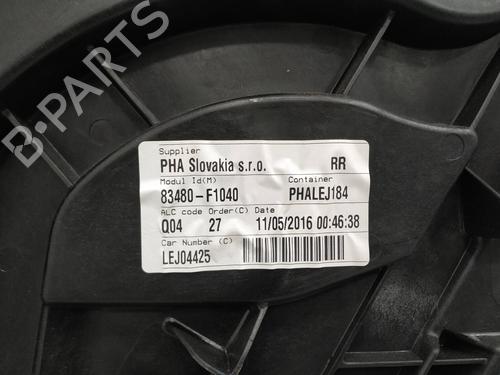 B-PARTS
Supplier
PHA Slovakia s.r.o. RR
Modul Id(M) Container
83480-F1040 PHALEJ184
ALC code Order(C) Date
Q04 27 11/05/2016 00:46:38
Car Number (C)
LEJ04425